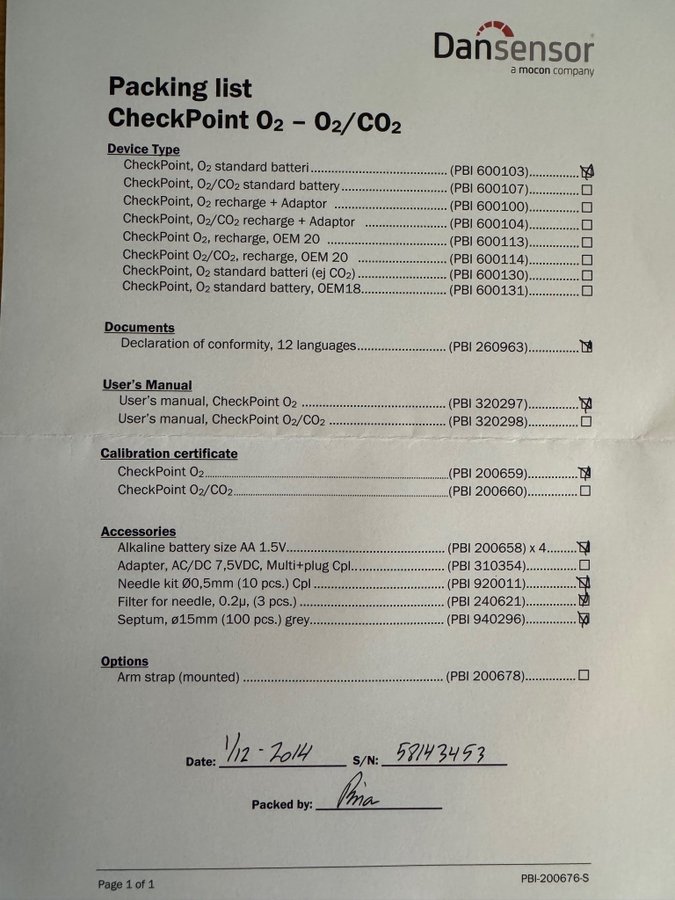 Dansensor
a mocon company
Packing list
CheckPoint O₂ – O₂/CO₂
Device Type
CheckPoint, O₂ standard batteri.................................. (PBI 600103)............
CheckPoint, O₂/CO₂ standard battery........................... (PBI 600107)............
CheckPoint, O₂ recharge + Adaptor .............................. (PBI 600100)............
CheckPoint, O₂/CO₂ recharge + Adaptor ..................... (PBI 600104)............
CheckPoint O₂, recharge, OEM 20 .............................. (PBI 600113)............
CheckPoint O₂/CO₂, recharge, OEM 20 ....................... (PBI 600114)............
CheckPoint, O₂ standard batteri (ej CO₂) ....................... (PBI 600130)............
CheckPoint, O₂ standard battery, OEM18...................... (PBI 600131)............
Documents
Declaration of conformity, 12 languages....................... (PBI 260963)............
User's Manual
User's manual, CheckPoint O₂ .................................... (PBI 320297)............
User's manual, CheckPoint O₂/CO₂ .............................. (PBI 320298)............
Calibration certificate
CheckPoint O₂............................................................ (PBI 200659)............
CheckPoint O₂/CO₂..................................................... (PBI 200660)............
Accessories
Alkaline battery size AA 1.5V........................................ (PBI 200658) x 4.......
Adapter, AC/DC 7,5VDC, Multi+plug Cpl....................... (PBI 310354)............
Needle kit Ø0,5mm (10 pcs.) Cpl ................................. (PBI 920011)............
Filter for needle, 0.2µ, (3 pcs.) ..................................... (PBI 240621)............
Septum, ø15mm (100 pcs.) grey.................................. (PBI 940296)............
Options
Arm strap (mounted) .................................................. (PBI 200678)............
Date: 1/12 - 2014 S/N: 58143453
Packed by:
Page 1 of 1
PBI-200676-S